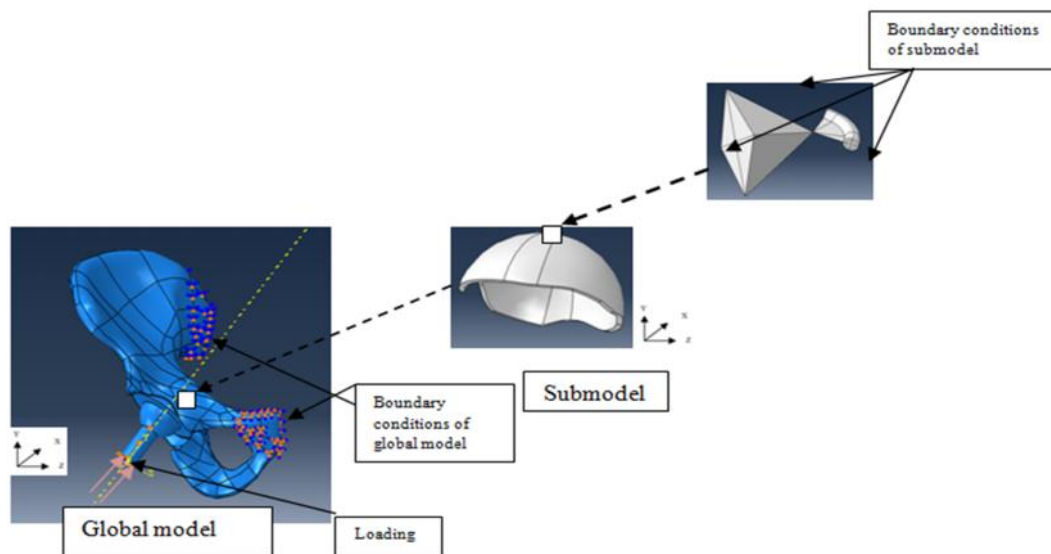 Boundary conditions
of submodel
Y
X
Z
Submodel
Boundary
conditions of
global model
Y
X
Z
Global model
Loading